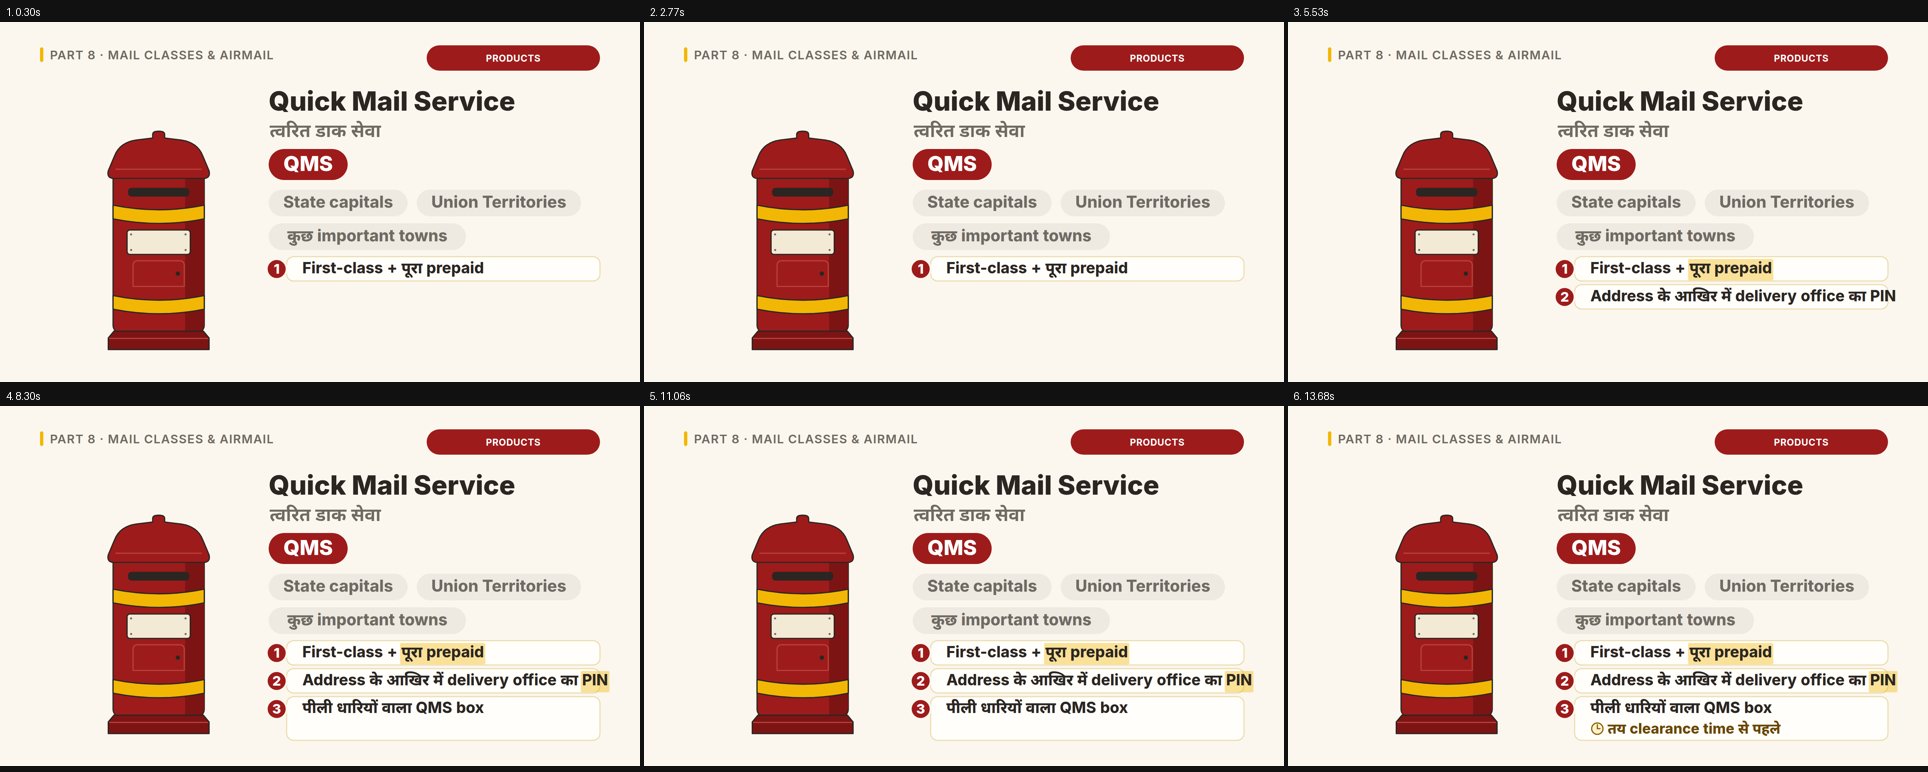 1. 0.30s
PART 8 · MAIL CLASSES & AIRMAIL
PRODUCTS
Quick Mail Service
त्वरित डाक सेवा
QMS
State capitals Union Territories
कुछ important towns
1 First-class + पूरा prepaid
2. 2.77s
PART 8 · MAIL CLASSES & AIRMAIL
PRODUCTS
Quick Mail Service
त्वरित डाक सेवा
QMS
State capitals Union Territories
कुछ important towns
1 First-class + पूरा prepaid
3. 5.53s
PART 8 · MAIL CLASSES & AIRMAIL
PRODUCTS
Quick Mail Service
त्वरित डाक सेवा
QMS
State capitals Union Territories
कुछ important towns
1 First-class + पूरा prepaid
2 Address के आखिर में delivery office का PIN
4. 8.30s
PART 8 · MAIL CLASSES & AIRMAIL
PRODUCTS
Quick Mail Service
त्वरित डाक सेवा
QMS
State capitals Union Territories
कुछ important towns
1 First-class + पूरा prepaid
2 Address के आखिर में delivery office का PIN
3 पीली धारियों वाला QMS box
5. 11.06s
PART 8 · MAIL CLASSES & AIRMAIL
PRODUCTS
Quick Mail Service
त्वरित डाक सेवा
QMS
State capitals Union Territories
कुछ important towns
1 First-class + पूरा prepaid
2 Address के आखिर में delivery office का PIN
3 पीली धारियों वाला QMS box
6. 13.68s
PART 8 · MAIL CLASSES & AIRMAIL
PRODUCTS
Quick Mail Service
त्वरित डाक सेवा
QMS
State capitals Union Territories
कुछ important towns
1 First-class + पूरा prepaid
2 Address के आखिर में delivery office का PIN
3 पीली धारियों वाला QMS box
तय clearance time से पहले